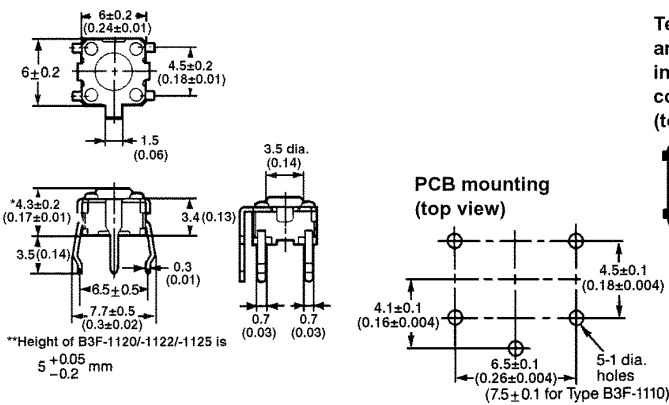 6±0.2
(0.24±0.01)
6±0.2
4.5±0.2
(0.18±0.01)
1.5
(0.06)
3.5 dia.
(0.14)
*4.3±0.2
(0.17±0.01)
3.4(0.13)
3.5(0.14)
0.3
(0.01)
6.5±0.5
7.7±0.5
(0.3±0.02)
0.7
(0.03)
0.7
(0.03)
**Height of B3F-1120/-1122/-1125 is
5 +0.05
-0.2 mm
PCB mounting
(top view)
4.5±0.1
(0.18±0.004)
4.1±0.1
(0.16±0.004)
6.5±0.1
(0.26±0.004)
(7.5±0.1 for Type B3F-1110)
5-1 dia.
holes
Te
ar
in
co
(to